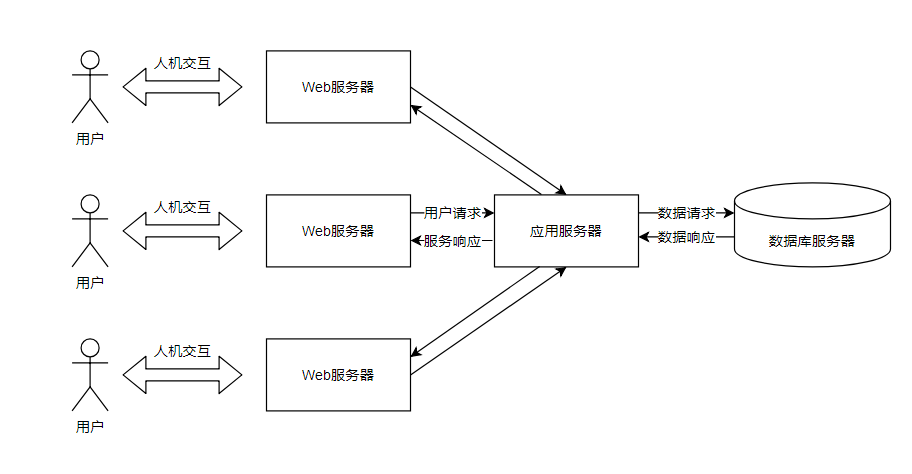 人机交互
Web服务器
用户
人机交互
Web服务器
用户请求
服务响应
应用服务器
数据请求
数据响应
数据库服务器
用户
人机交互
Web服务器
用户